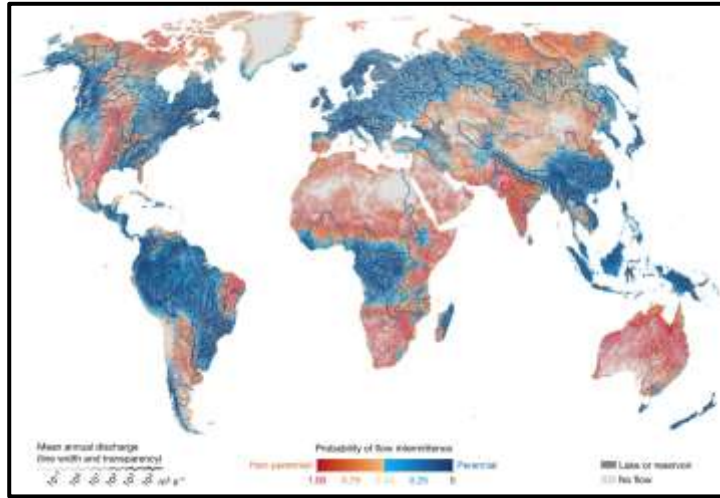 Mean annual discharge
(line width and transparency)
Probability of flow intermittence
Non-perennial
Perennial
1.00 0.75 0.25 0
Lake or reservoir
No flow